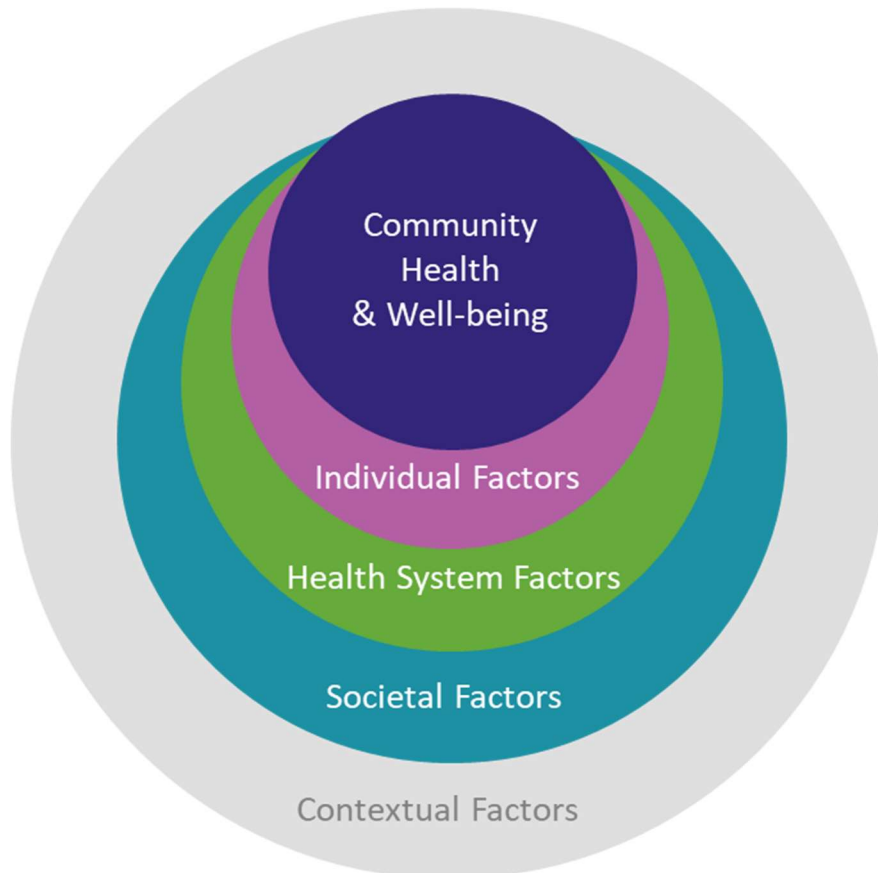 Community
Health
& Well-being
Individual Factors
Health System Factors
Societal Factors
Contextual Factors